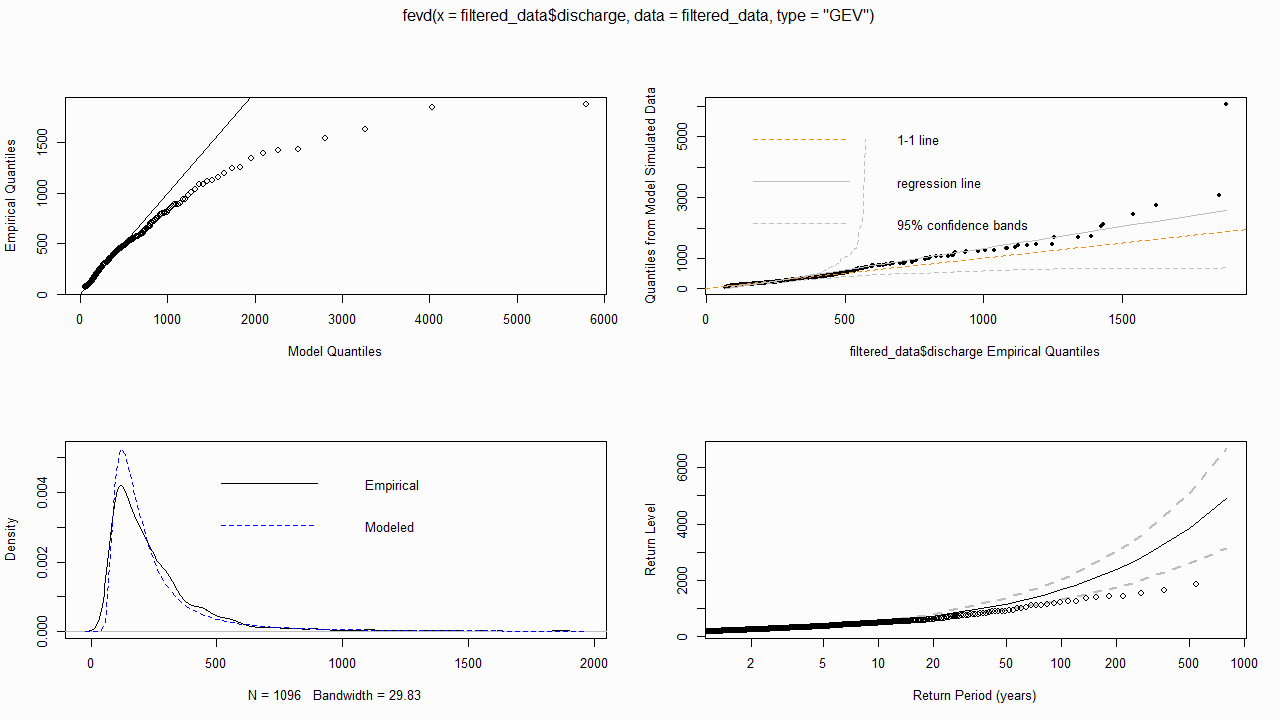 fevd(x = filtered_data$discharge, data = filtered_data, type = "GEV")
Empirical Quantiles
0 500 1000 1500
0 1000 2000 3000 4000 5000 6000
Model Quantiles
Quantiles from Model Simulated Data
0 1000 3000 5000
1-1 line
regression line
95% confidence bands
0 500 1000 1500
filtered_data$discharge Empirical Quantiles
Density
0.000 0.002 0.004
Empirical
Modeled
0 500 1000 1500 2000
N = 1096 Bandwidth = 29.83
Return Level
0 2000 4000 6000
2 5 10 20 50 100 200 500 1000
Return Period (years)